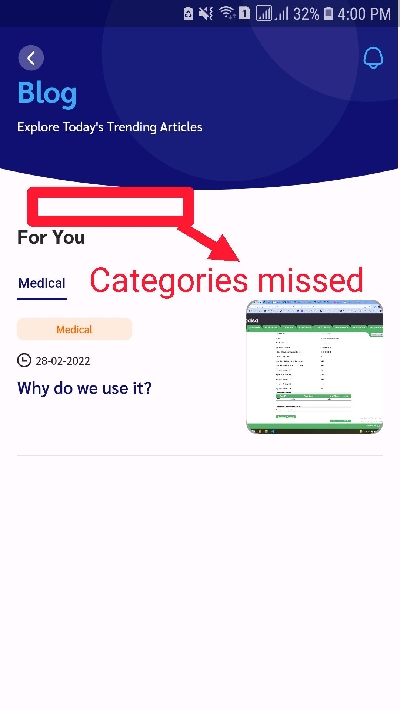 32% 4:00 PM
Blog
Explore Today's Trending Articles
For You
Medical
Categories missed
Medical
28-02-2022
Why do we use it?